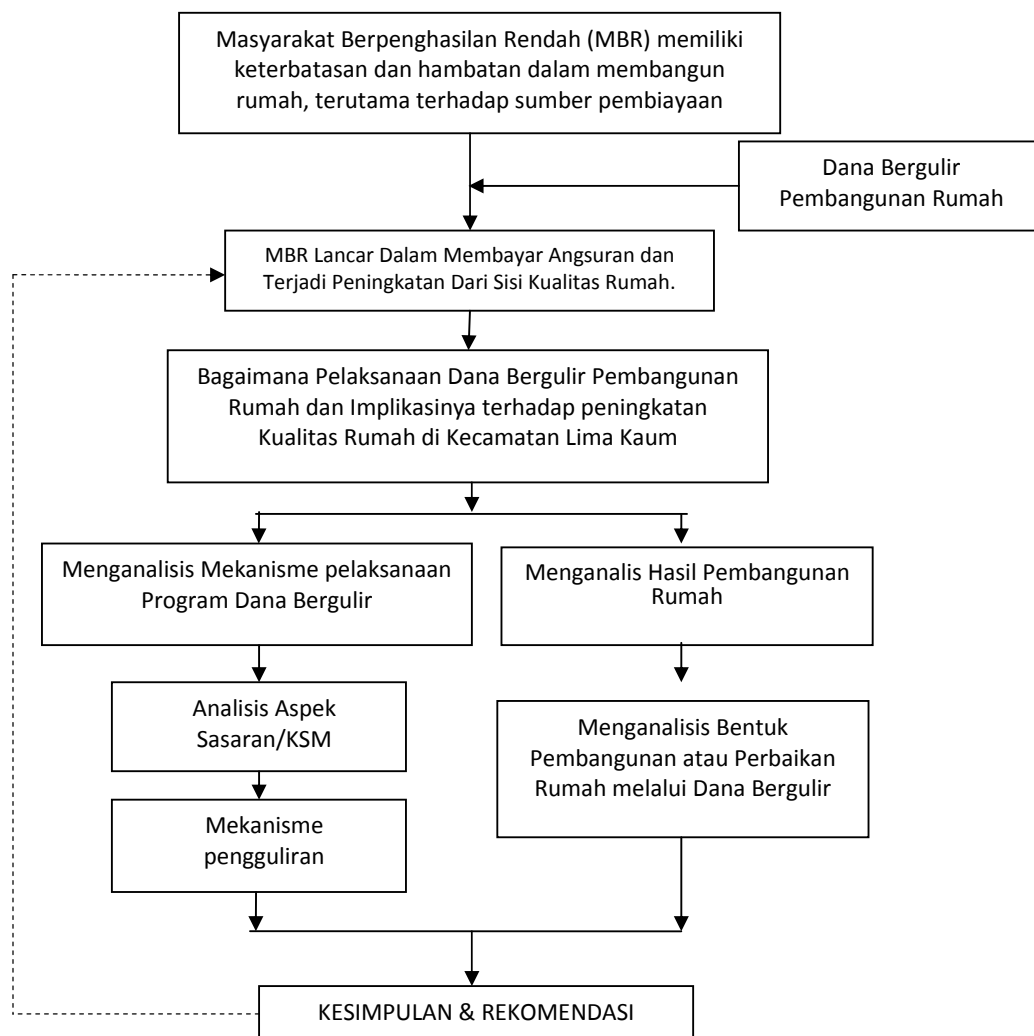 Masyarakat Berpenghasilan Rendah (MBR) memiliki
keterbatasan dan hambatan dalam membangun
rumah, terutama terhadap sumber pembiayaan
Dana Bergulir
Pembangunan Rumah
MBR Lancar Dalam Membayar Angsuran dan
Terjadi Peningkatan Dari Sisi Kualitas Rumah.
Bagaimana Pelaksanaan Dana Bergulir Pembangunan
Rumah dan Implikasinya terhadap peningkatan
Kualitas Rumah di Kecamatan Lima Kaum
Menganalisis Mekanisme pelaksanaan
Program Dana Bergulir
Menganalis Hasil Pembangunan
Rumah
Analisis Aspek
Sasaran/KSM
Menganalisis Bentuk
Pembangunan atau Perbaikan
Rumah melalui Dana Bergulir
Mekanisme
pengguliran
KESIMPULAN & REKOMENDASI